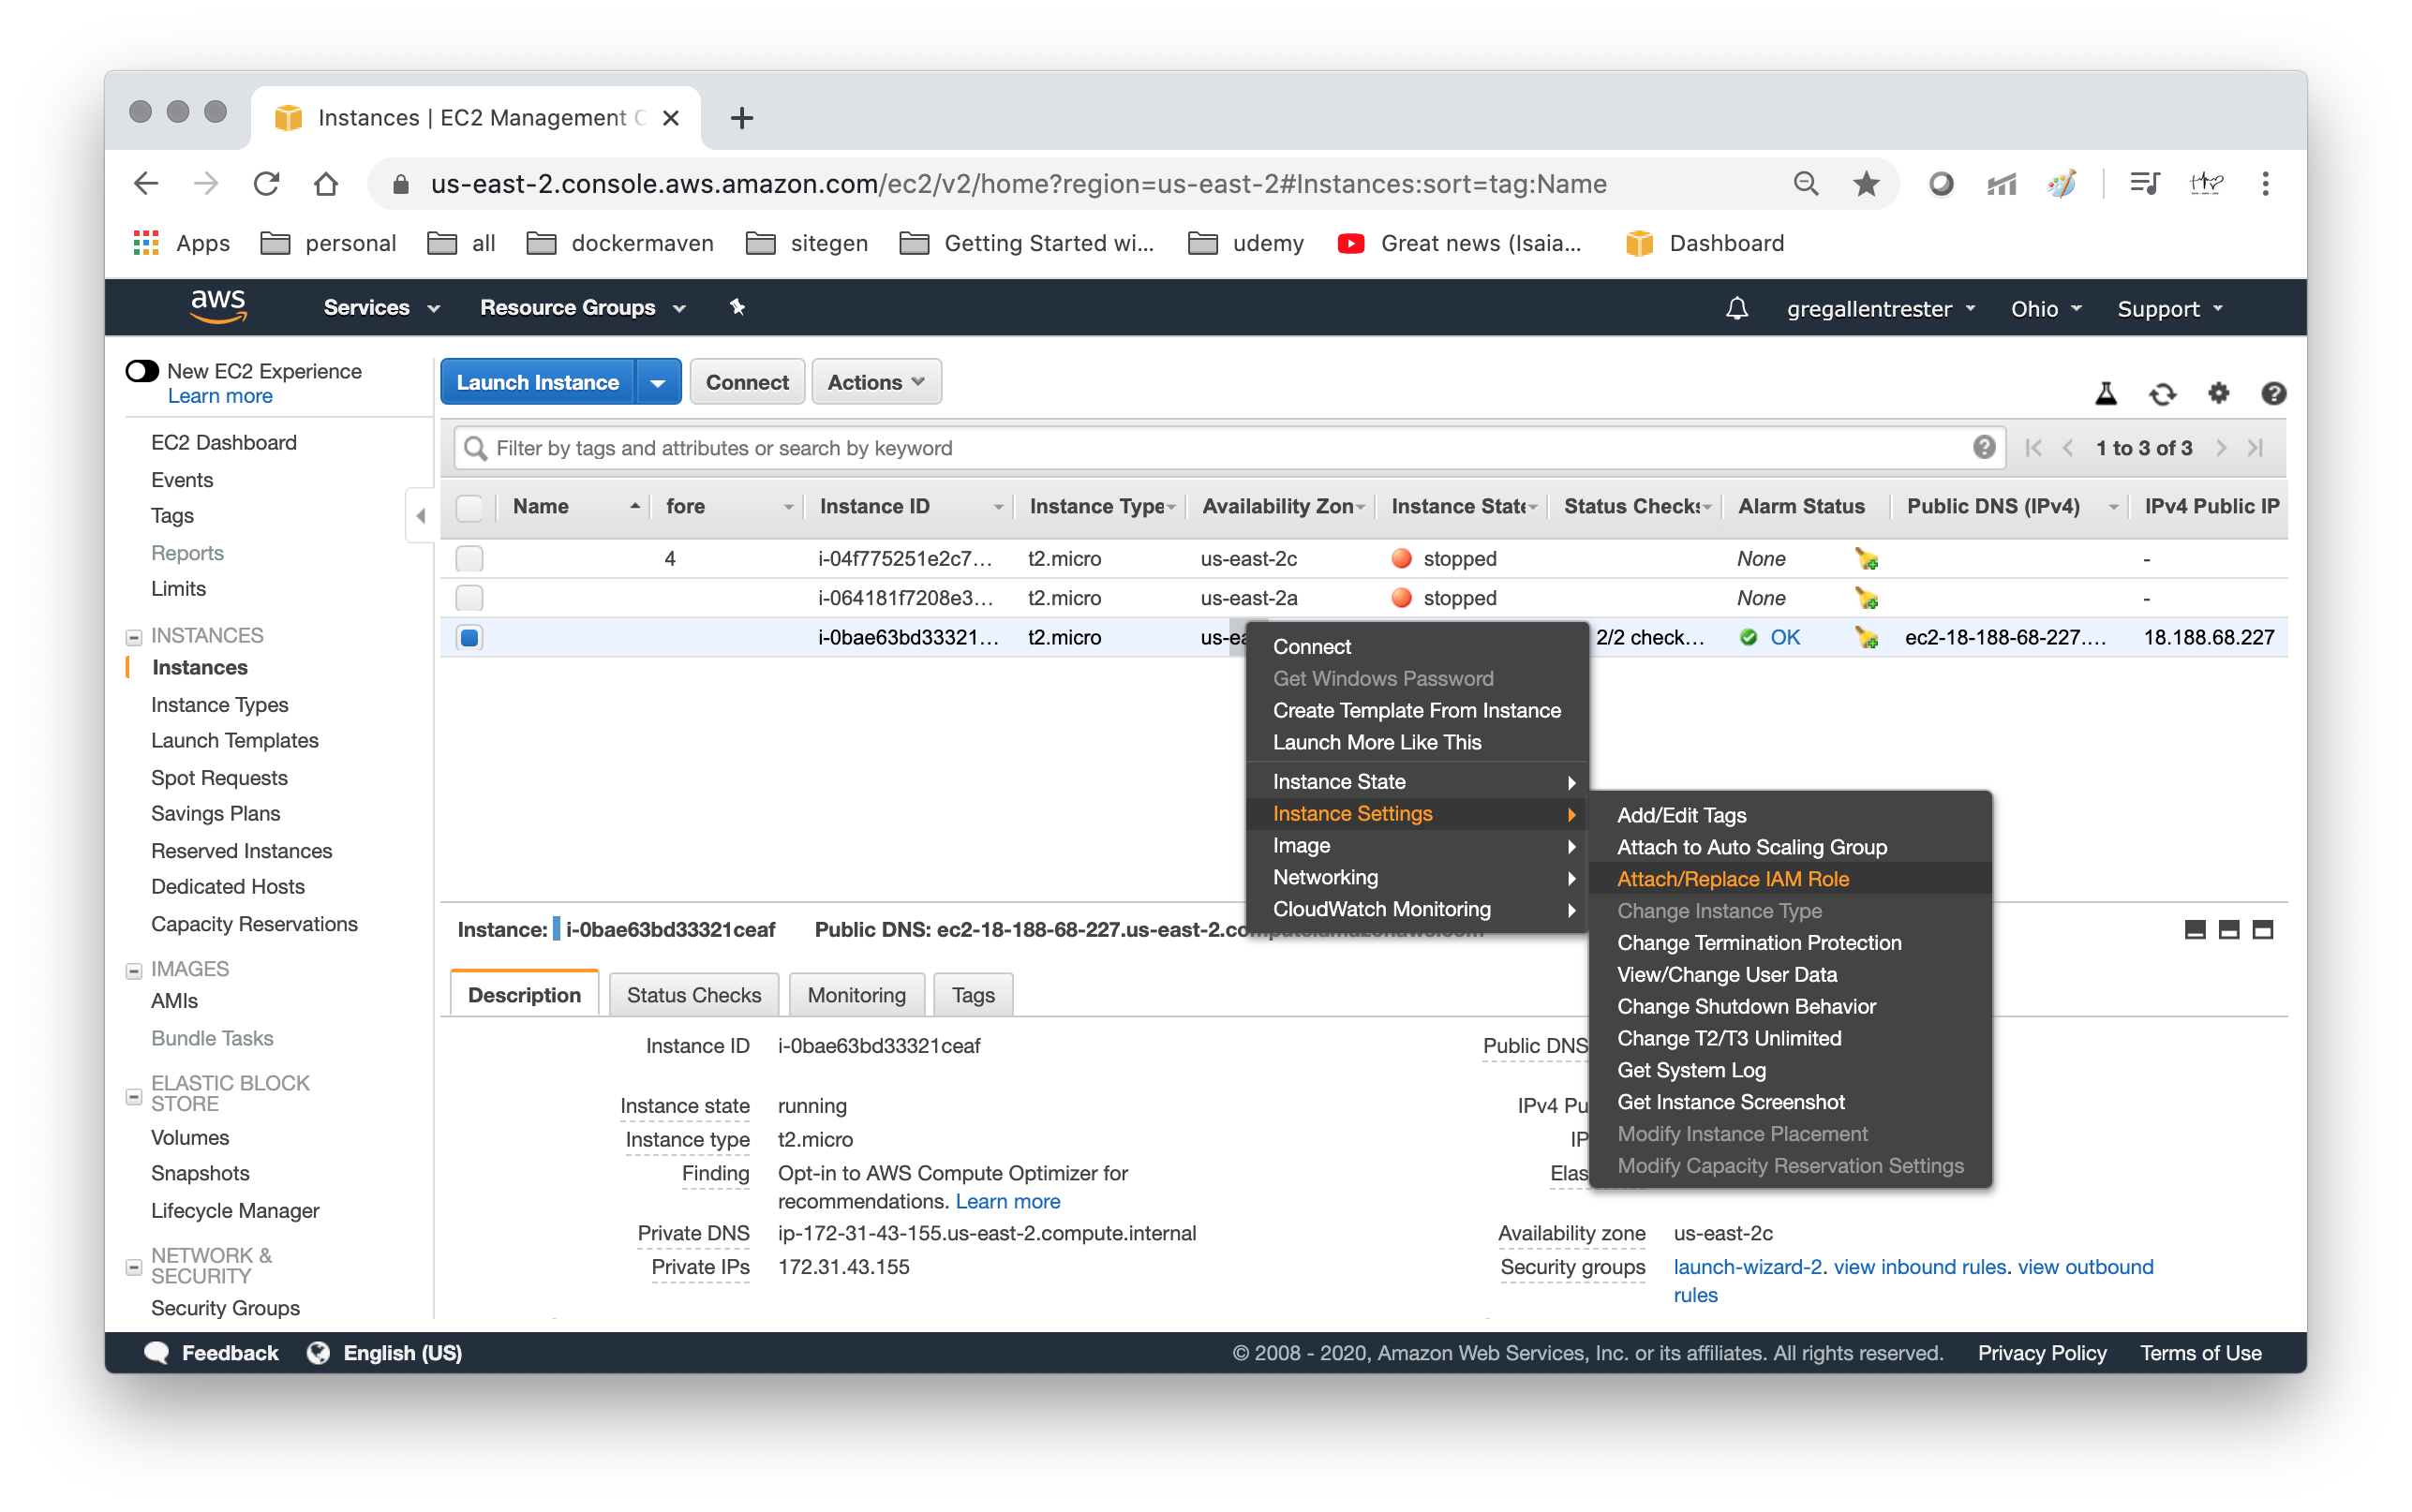 Instances | EC2 Management C
us-east-2.console.aws.amazon.com/ec2/v2/home?region=us-east-2#Instances:sort=tag:Name
Apps personal all dockermaven sitegen Getting Started wi... udemy Great news (Isaia... Dashboard
aws Services Resource Groups gregallentrester Ohio Support
New EC2 Experience
Learn more
Launch Instance Connect Actions
EC2 Dashboard
Events
Tags
Reports
Limits
INSTANCES
Instances
Instance Types
Launch Templates
Spot Requests
Savings Plans
Reserved Instances
Dedicated Hosts
Capacity Reservations
IMAGES
AMIs
Bundle Tasks
ELASTIC BLOCK
STORE
Volumes
Snapshots
Lifecycle Manager
NETWORK &
SECURITY
Security Groups
Filter by tags and attributes or search by keyword 1 to 3 of 3
Name fore Instance ID Instance Type Availability Zon Instance State Status Checks Alarm Status Public DNS (IPv4) IPv4 Public IP
4 i-04f775251e2c7... t2.micro us-east-2c stopped None -
i-064181f7208e3... t2.micro us-east-2a stopped None -
i-0bae63bd33321... t2.micro us-ea 2/2 check... OK ec2-18-188-68-227.... 18.188.68.227
Connect
Get Windows Password
Create Template From Instance
Launch More Like This
Instance State
Instance Settings
Image
Networking
CloudWatch Monitoring
Add/Edit Tags
Attach to Auto Scaling Group
Attach/Replace IAM Role
Change Instance Type
Change Termination Protection
View/Change User Data
Change Shutdown Behavior
Change T2/T3 Unlimited
Get System Log
Get Instance Screenshot
Modify Instance Placement
Modify Capacity Reservation Settings
Instance: i-0bae63bd33321ceaf Public DNS: ec2-18-188-68-227.us-east-2.compute.amazonaws.com
Description Status Checks Monitoring Tags
Instance ID i-0bae63bd33321ceaf Public DNS
Instance state running IPv4 Pu
Instance type t2.micro IP
Finding Opt-in to AWS Compute Optimizer for Elas
recommendations. Learn more
Private DNS ip-172-31-43-155.us-east-2.compute.internal Availability zone us-east-2c
Private IPs 172.31.43.155 Security groups launch-wizard-2. view inbound rules. view outbound
rules
Feedback English (US) © 2008 - 2020, Amazon Web Services, Inc. or its affiliates. All rights reserved. Privacy Policy Terms of Use